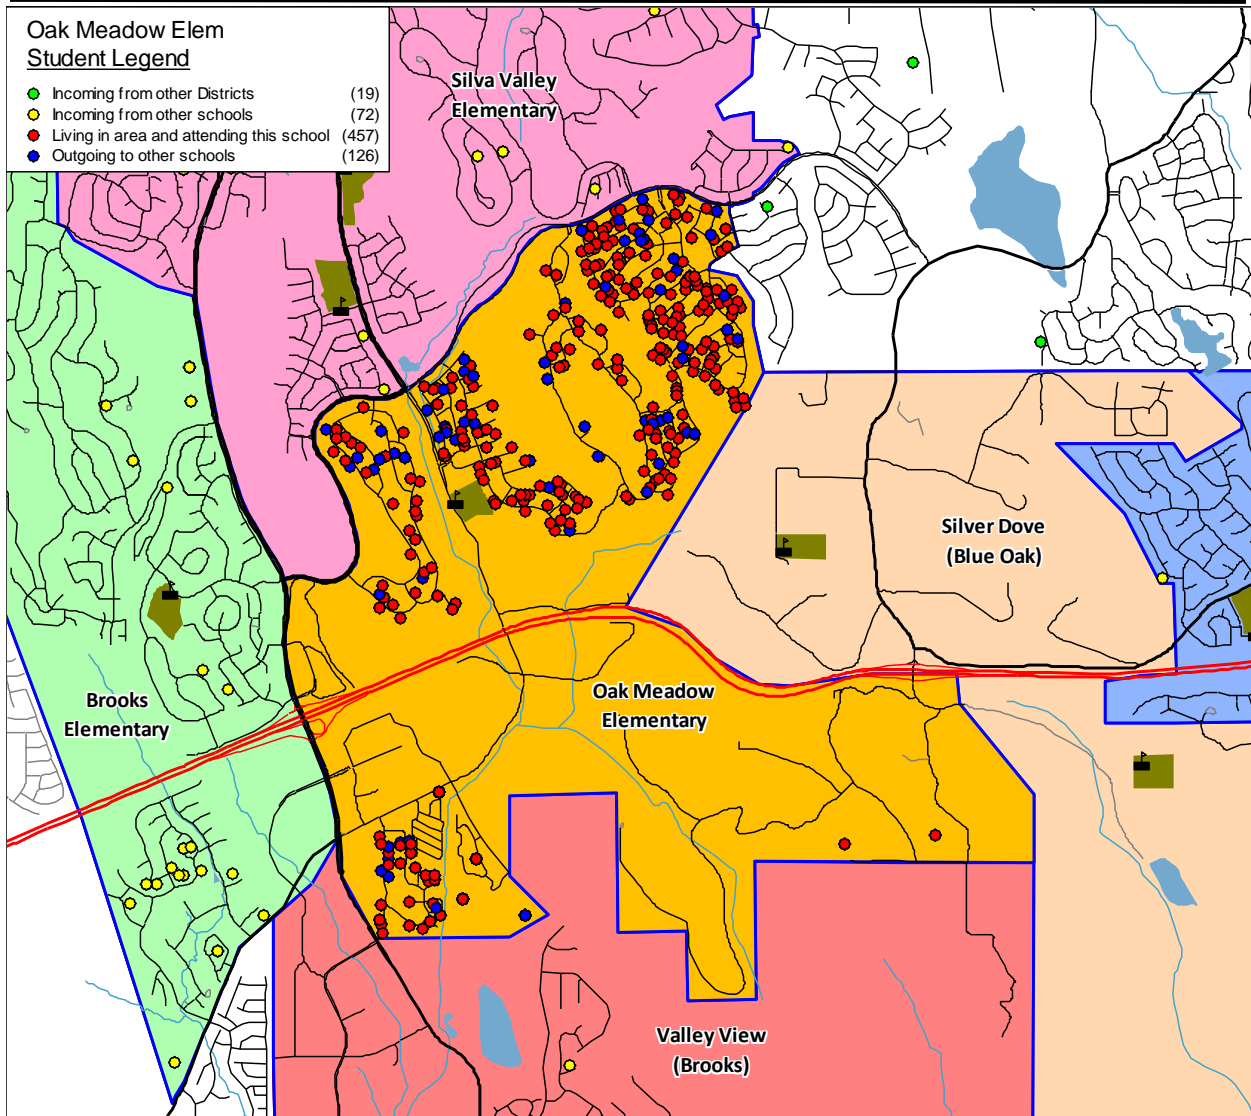 Oak Meadow Elem
Student Legend
Incoming from other Districts (19)
Incoming from other schools (72)
Living in area and attending this school (457)
Outgoing to other schools (126)
Silva Valley
Elementary
Silver Dove
(Blue Oak)
Brooks
Elementary
Oak Meadow
Elementary
Valley View
(Brooks)